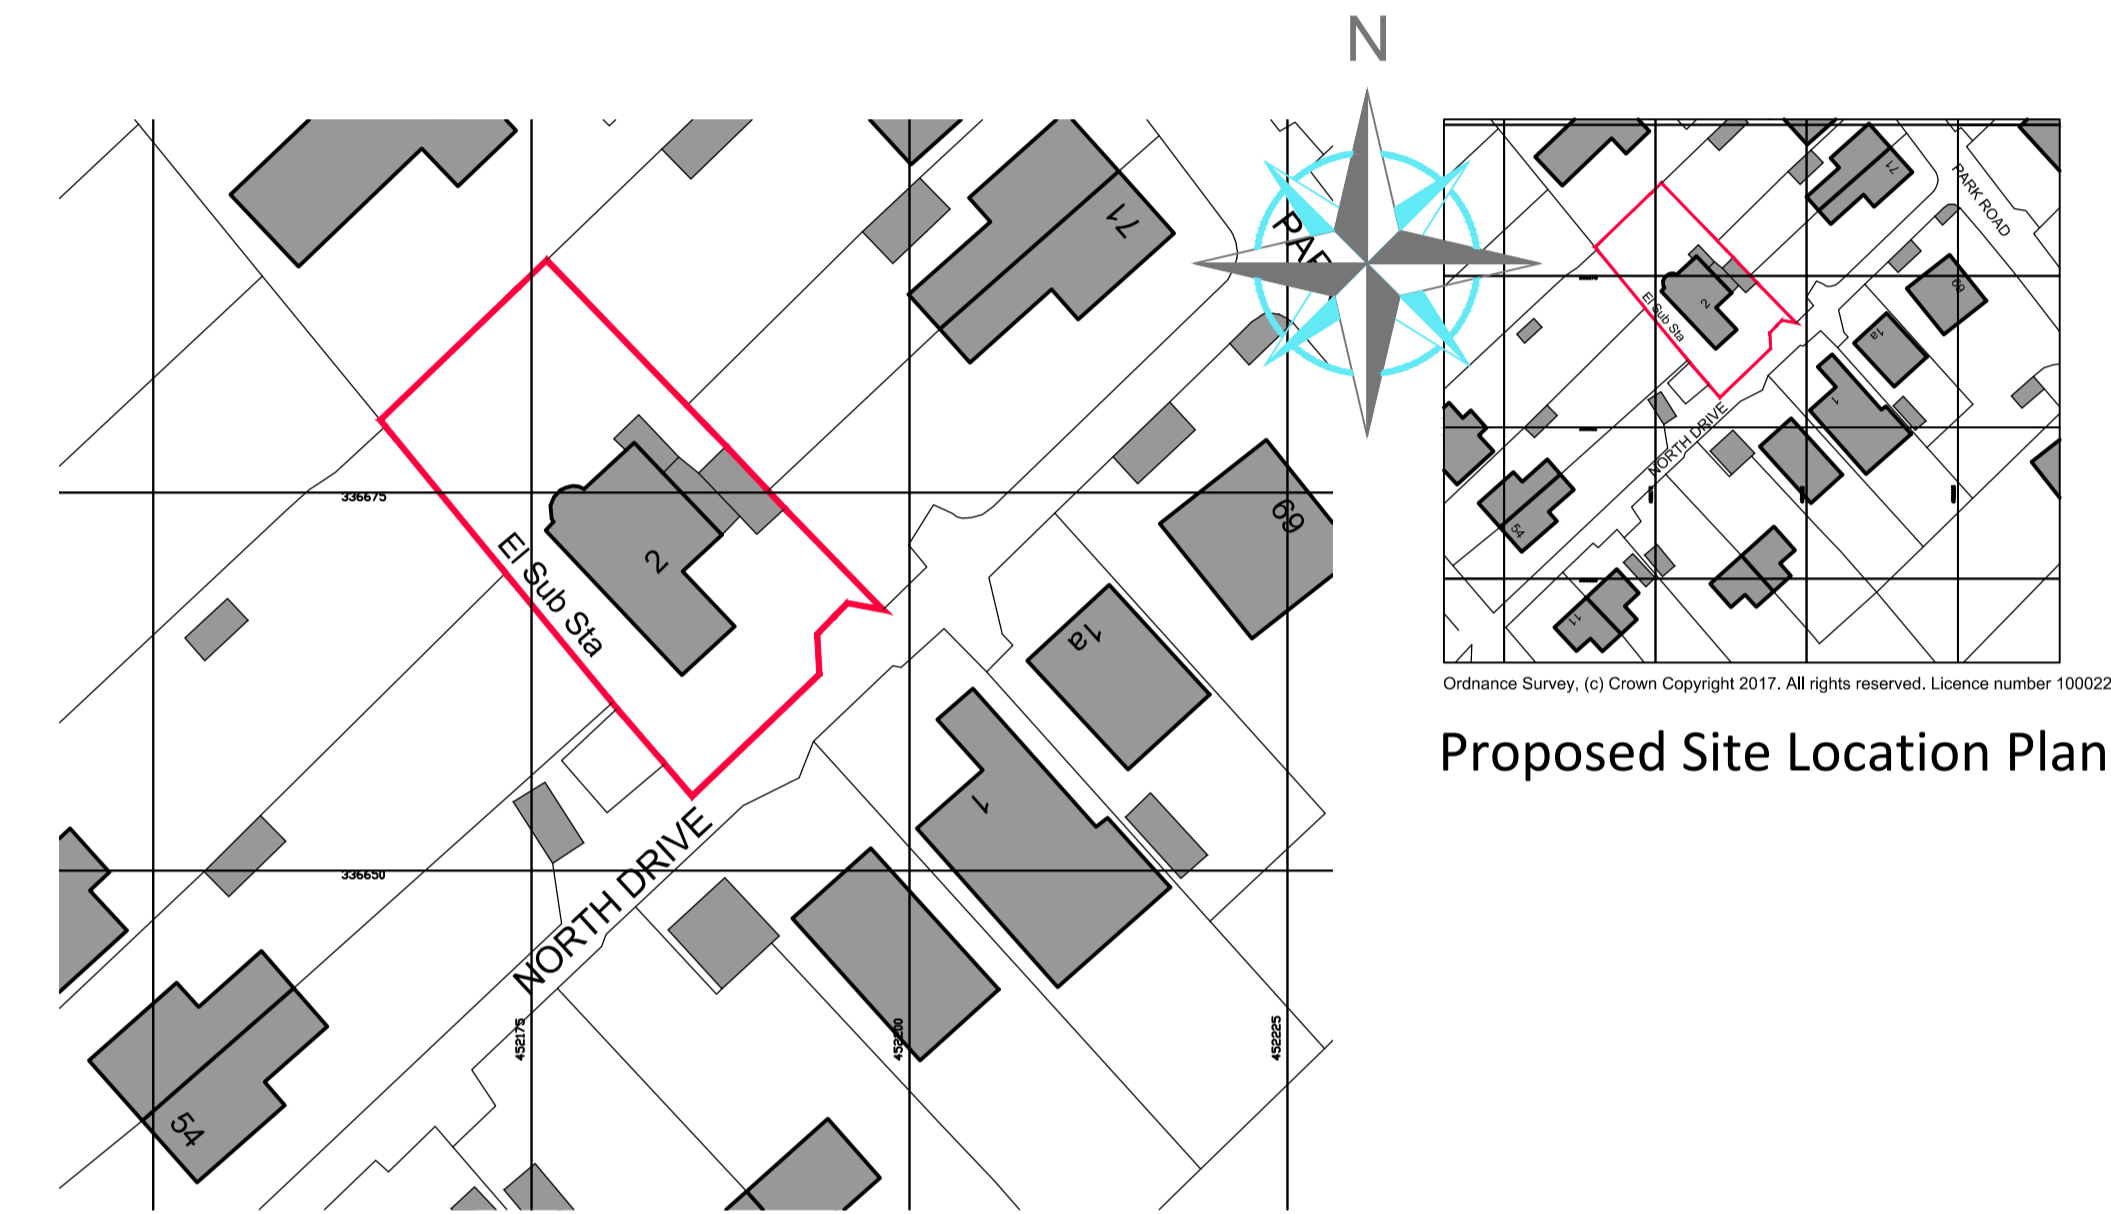 N
71
PAR
336675
2
El Sub Sta
69
1a
1
NORTH DRIVE
336650
54
452175
452200
452225
PARK ROAD
71
69
1a
2
El Sub Sta
1
NORTH DRIVE
54
11
Ordnance Survey, (c) Crown Copyright 2017. All rights reserved. Licence number 100022
Proposed Site Location Plan